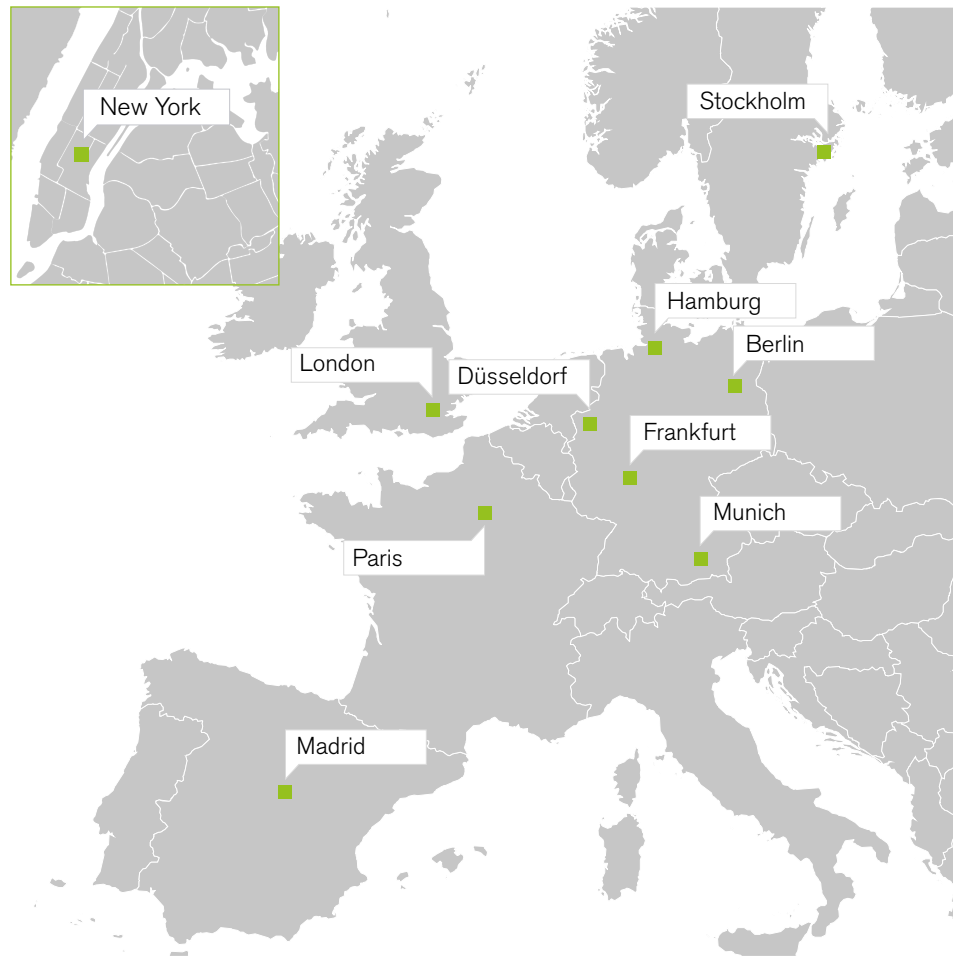 New York
Stockholm
Hamburg
Berlin
London
Düsseldorf
Frankfurt
Munich
Paris
Madrid